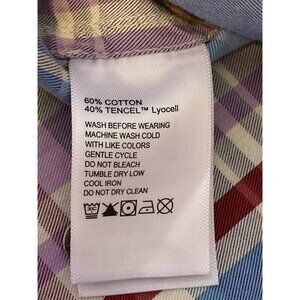 60% COTTON
40% TENCEL™ Lyocell
WASH BEFORE WEARING
MACHINE WASH COLD
WITH LIKE COLORS
GENTLE CYCLE
DO NOT BLEACH
TUMBLE DRY LOW
COOL IRON
DO NOT DRY CLEAN